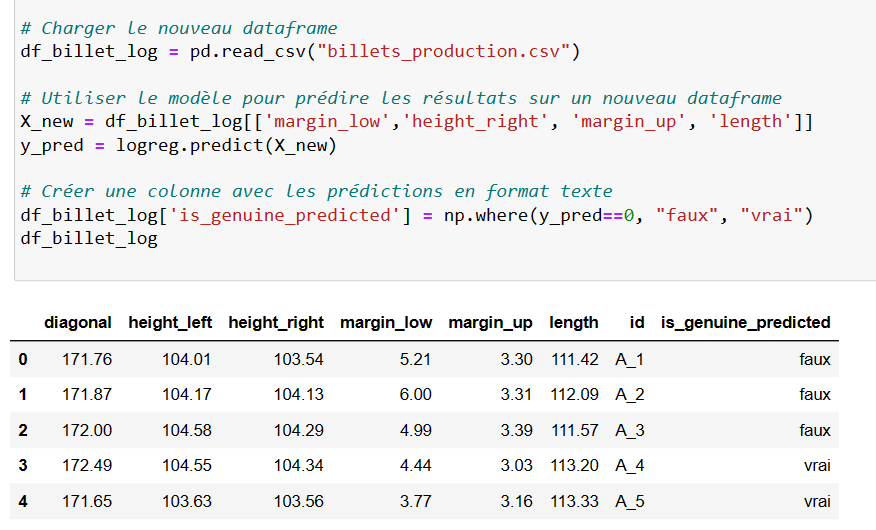 # Charger le nouveau dataframe
df_billet_log = pd.read_csv("billets_production.csv")
# Utiliser le modèle pour prédire les résultats sur un nouveau dataframe
X_new = df_billet_log[['margin_low','height_right', 'margin_up', 'length']]
y_pred = logreg.predict(X_new)
# Créer une colonne avec les prédictions en format texte
df_billet_log['is_genuine_predicted'] = np.where(y_pred==0, "faux", "vrai")
df_billet_log
diagonal height_left height_right margin_low margin_up length id is_genuine_predicted
0 171.76 104.01 103.54 5.21 3.30 111.42 A_1 faux
1 171.87 104.17 104.13 6.00 3.31 112.09 A_2 faux
2 172.00 104.58 104.29 4.99 3.39 111.57 A_3 faux
3 172.49 104.55 104.34 4.44 3.03 113.20 A_4 vrai
4 171.65 103.63 103.56 3.77 3.16 113.33 A_5 vrai